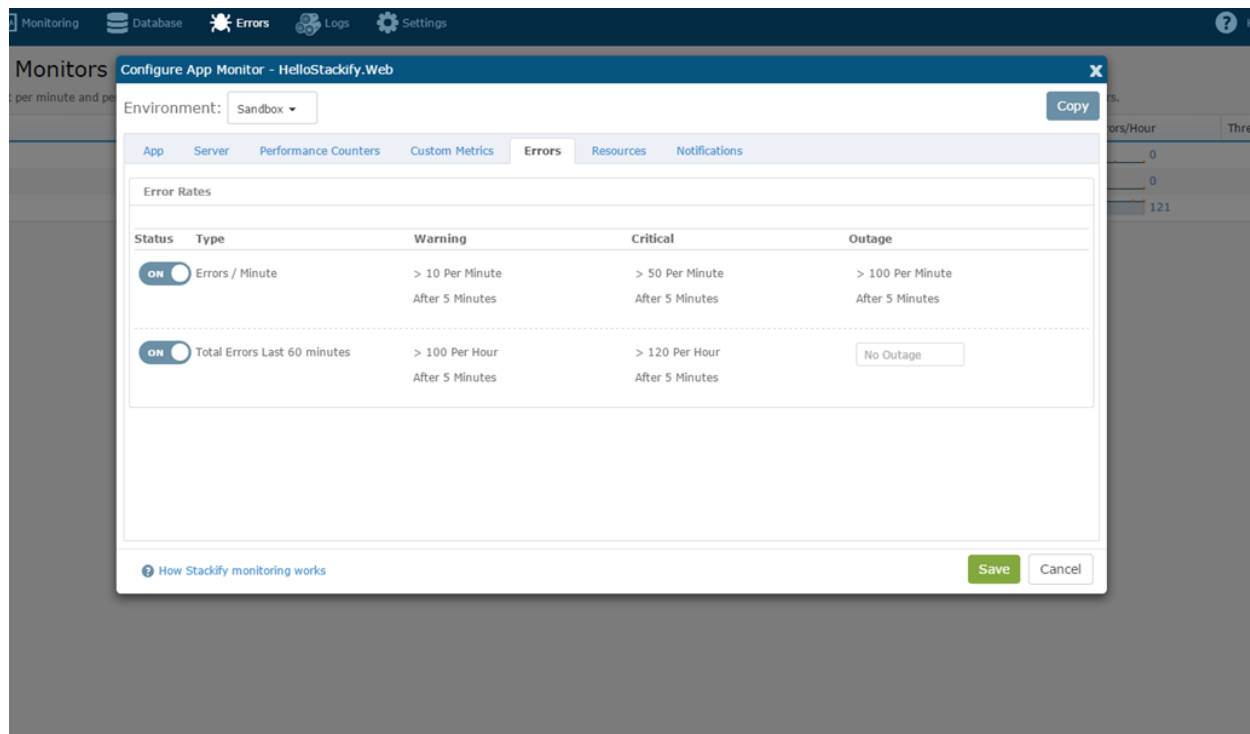 Monitoring Database Errors Logs Settings
Monitors
Configure App Monitor - HelloStackify.Web X
per minute and pe
rs.
Environment: Sandbox Copy
ors/Hour Thre
App Server Performance Counters Custom Metrics Errors Resources Notifications
0
Error Rates
0
121
Status Type Warning Critical Outage
ON Errors / Minute > 10 Per Minute > 50 Per Minute > 100 Per Minute
After 5 Minutes After 5 Minutes After 5 Minutes
ON Total Errors Last 60 minutes > 100 Per Hour > 120 Per Hour No Outage
After 5 Minutes After 5 Minutes
? How Stackify monitoring works Save Cancel